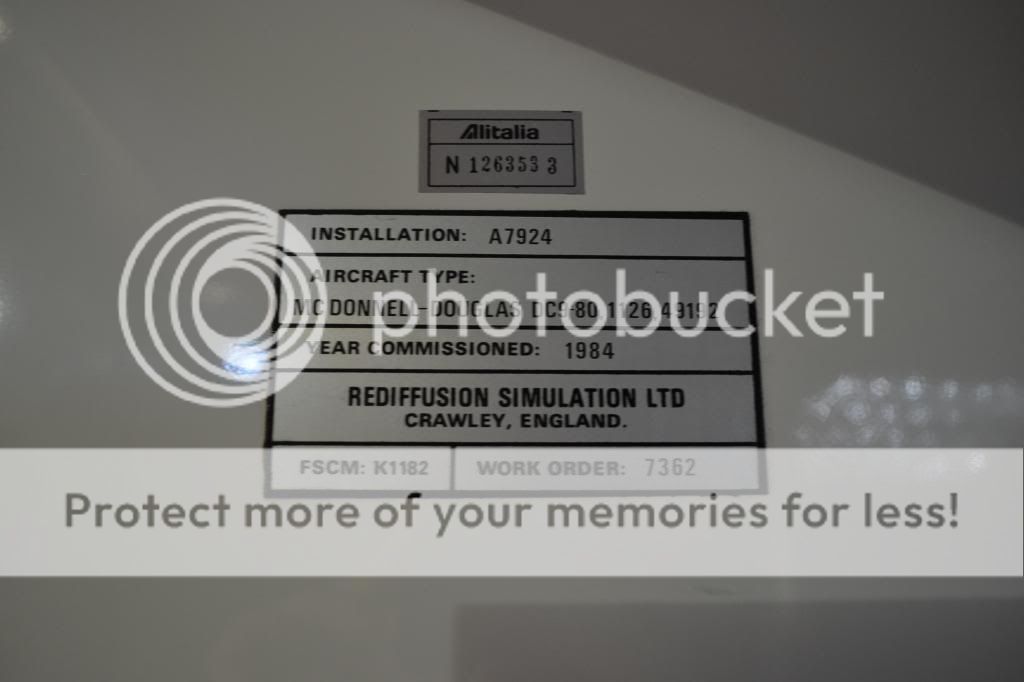 Alitalia
N 126353 3
INSTALLATION: A7924
AIRCRAFT TYPE:
MC DONNELL-DOUGLAS DC9-80 1126 49192
YEAR COMMISSIONED: 1984
REDIFFUSION SIMULATION LTD
CRAWLEY, ENGLAND.
FSCM: K1182 WORK ORDER: 7362
photobucket
Protect more of your memories for less!